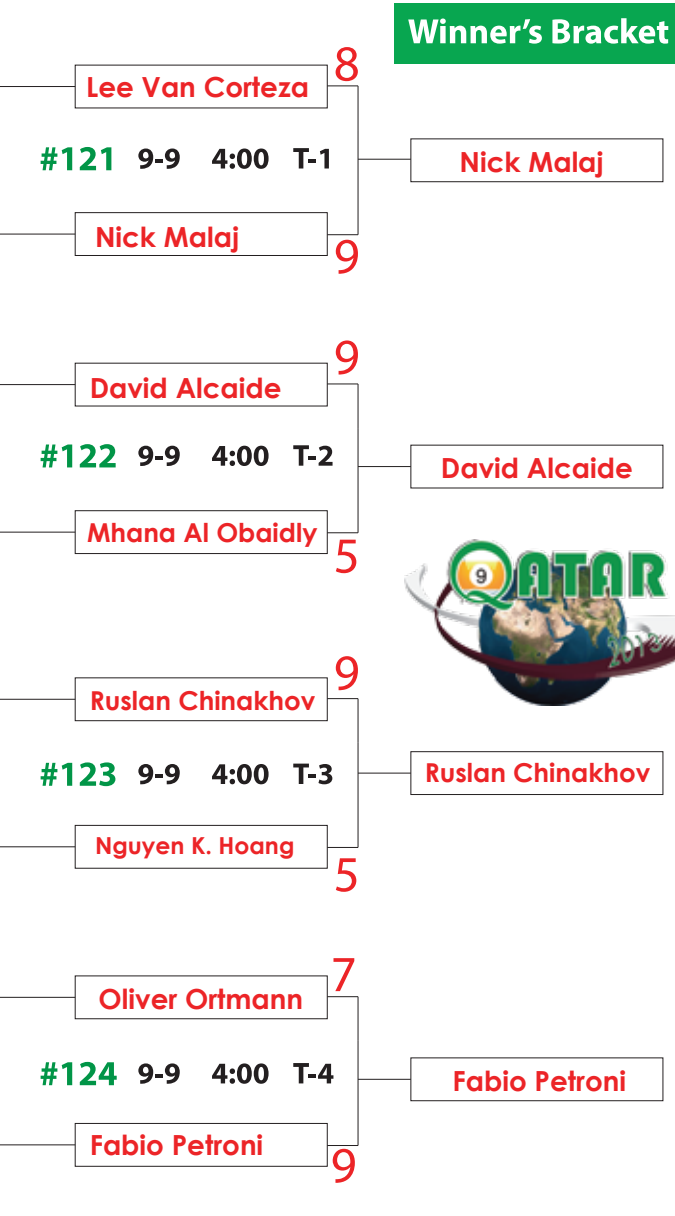 Winner's Bracket
8
Lee Van Corteza
#121 9-9 4:00 T-1
Nick Malaj
Nick Malaj
9
9
David Alcaide
#122 9-9 4:00 T-2
David Alcaide
Mhana Al Obaidly
5
9 QATAR
2013
9
Ruslan Chinakhov
#123 9-9 4:00 T-3
Ruslan Chinakhov
Nguyen K. Hoang
5
7
Oliver Ortmann
#124 9-9 4:00 T-4
Fabio Petroni
Fabio Petroni
9